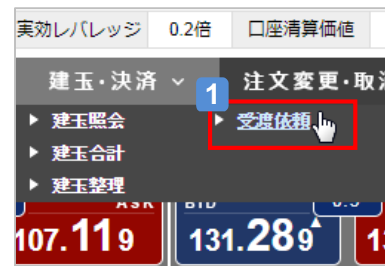 実効レバレッジ 0.2倍 口座清算価値
建玉・決済 注文変更・取
1
建玉照会 受渡依頼
建玉合計
建玉整理
ASK BID
107.119 131.289